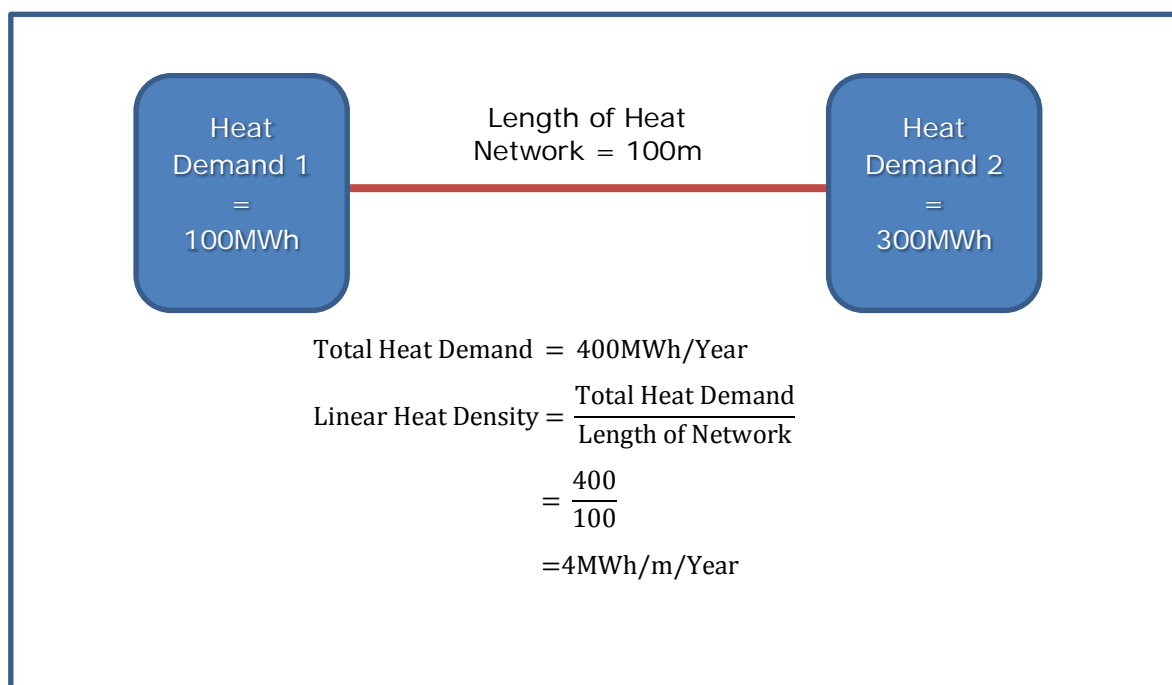 Heat
Demand 1
=
100MWh
Length of Heat
Network = 100m
Heat
Demand 2
=
300MWh
Total Heat Demand = 400MWh/Year
Linear Heat Density = Total Heat Demand / Length of Network
= 400 / 100
=4MWh/m/Year